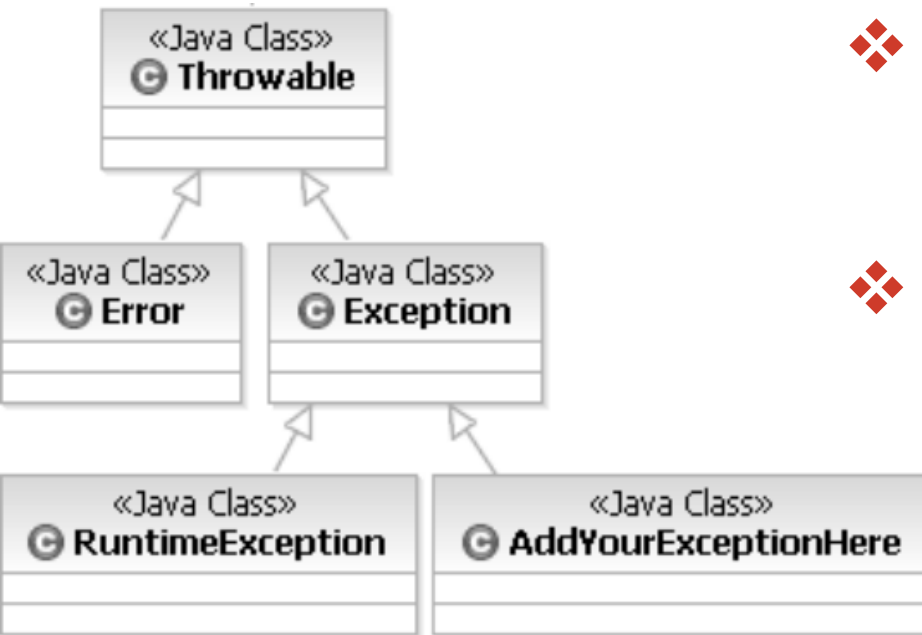 «Java Class»
C Throwable
«Java Class»
C Error
«Java Class»
C Exception
«Java Class»
C RuntimeException
«Java Class»
C AddYourExceptionHere